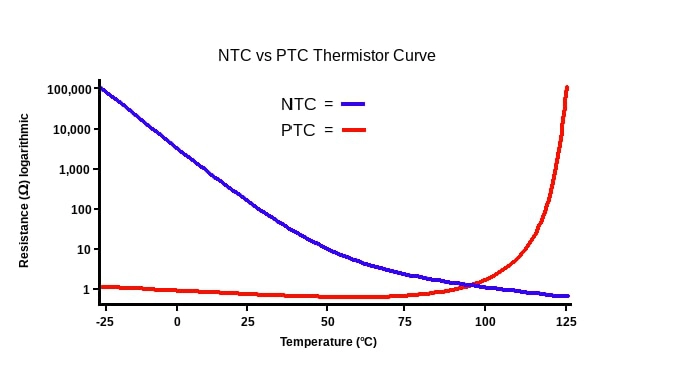 NTC vs PTC Thermistor Curve
NTC =
PTC =
Resistance (Ω) logarithmic
100,000
10,000
1,000
100
10
1
-25 0 25 50 75 100 125
Temperature (°C)